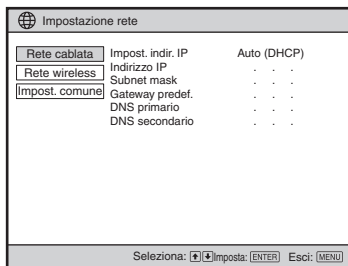 Impostazione rete
Rete cablata
Rete wireless
Impost. comune
Impost. indir. IP Auto (DHCP)
Indirizzo IP . . .
Subnet mask . . .
Gateway predef. . . .
DNS primario . . .
DNS secondario . . .
Seleziona: Imposta: ENTER Esci: MENU